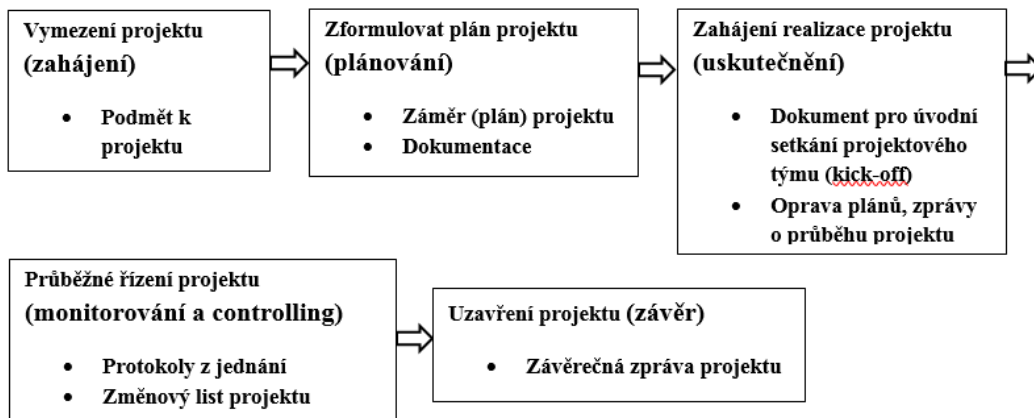 Vymezení projektu
(zahájení)
• Podmět k
projektu
Zformulovat plán projektu
(plánování)
• Záměr (plán) projektu
• Dokumentace
Zahájení realizace projektu
(uskutečnění)
• Dokument pro úvodní
setkání projektového
týmu (kick-off)
• Oprava plánů, zprávy
o průběhu projektu
Průběžné řízení projektu
(monitorování a controlling)
• Protokoly z jednání
• Změnový list projektu
Uzavření projektu (závěr)
• Závěrečná zpráva projektu